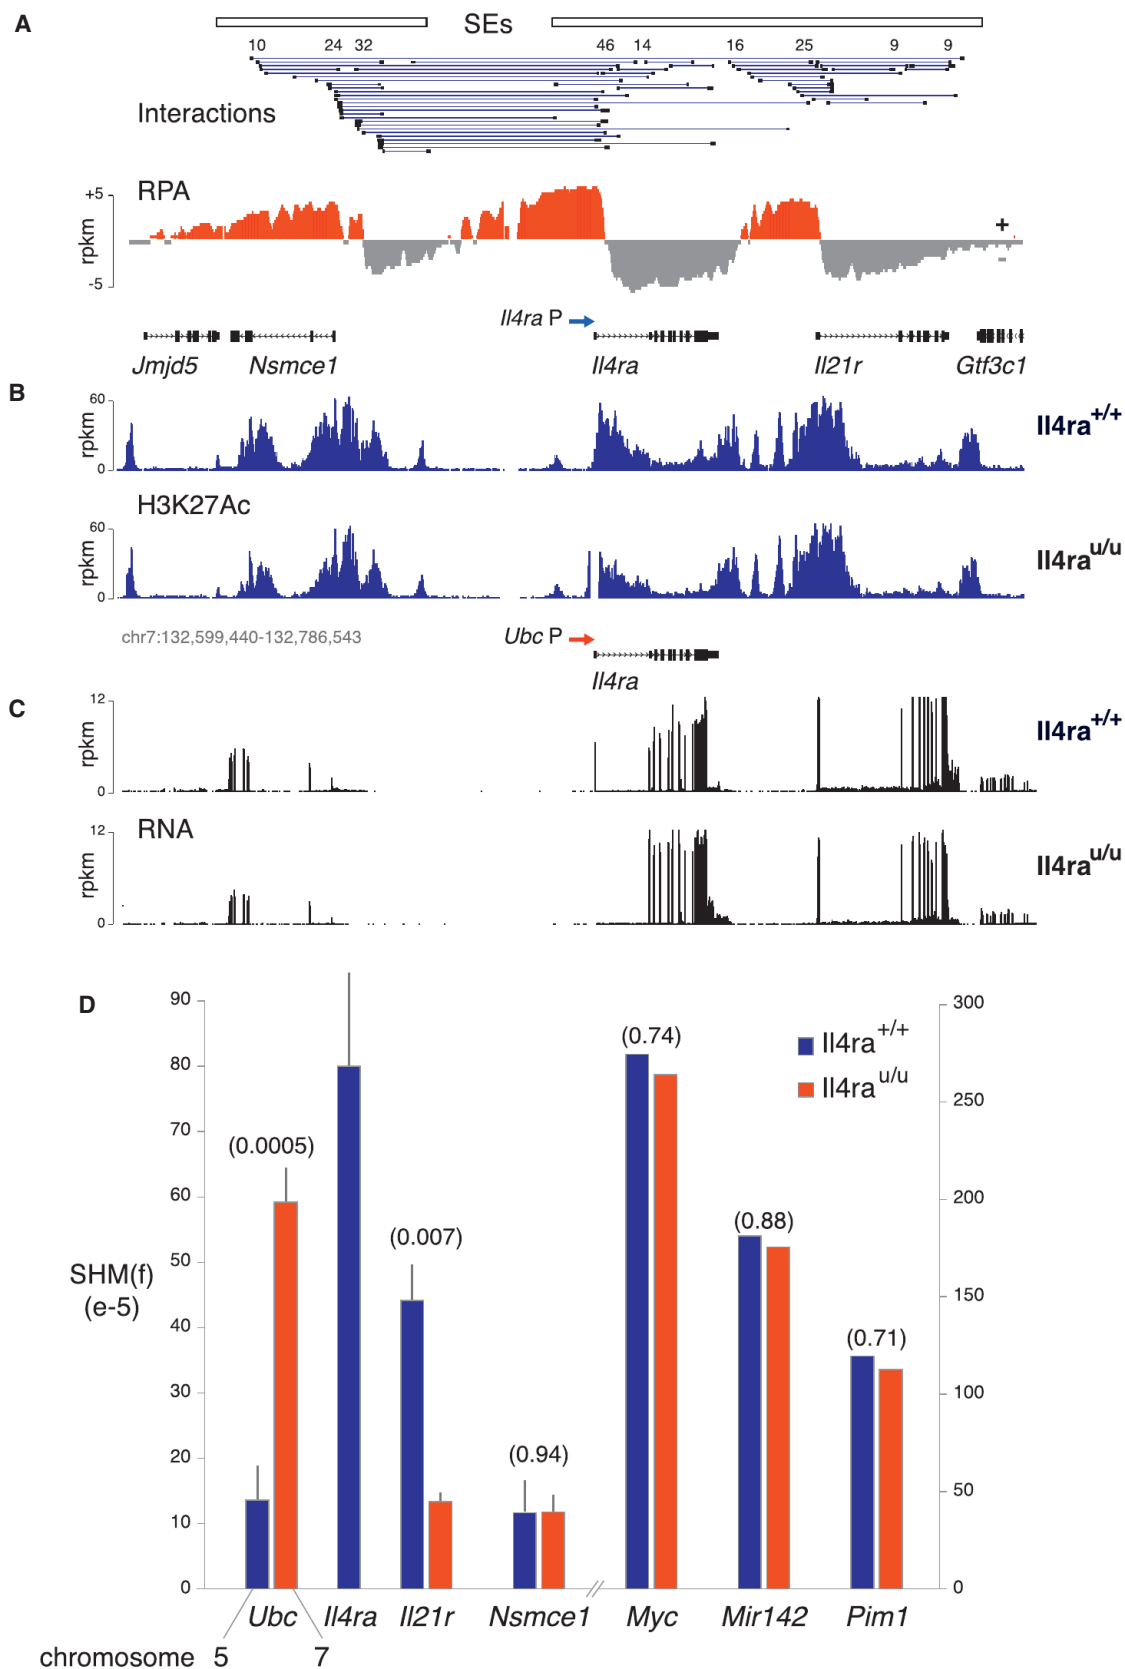 A
SEs
10 24 32 46 14 16 25 9 9
Interactions
RPA
+5
rpkm
-5
+
Il4ra P
Jmjd5 Nsmce1 Il4ra Il21r Gtf3c1
B
60
rpkm
0
Il4ra+/+
H3K27Ac
60
rpkm
0
Il4rau/u
chr7:132,599,440-132,786,543
Ubc P
Il4ra
C
12
rpkm
0
Il4ra+/+
RNA
12
rpkm
0
Il4rau/u
D
90
80
70
60
50
40
30
20
10
0
SHM(f)
(e-5)
(0.0005)
(0.007)
(0.94)
(0.74)
(0.88)
(0.71)
Il4ra+/+
Il4rau/u
300
250
200
150
100
50
0
Ubc Il4ra Il21r Nsmce1 Myc Mir142 Pim1
chromosome 5 7